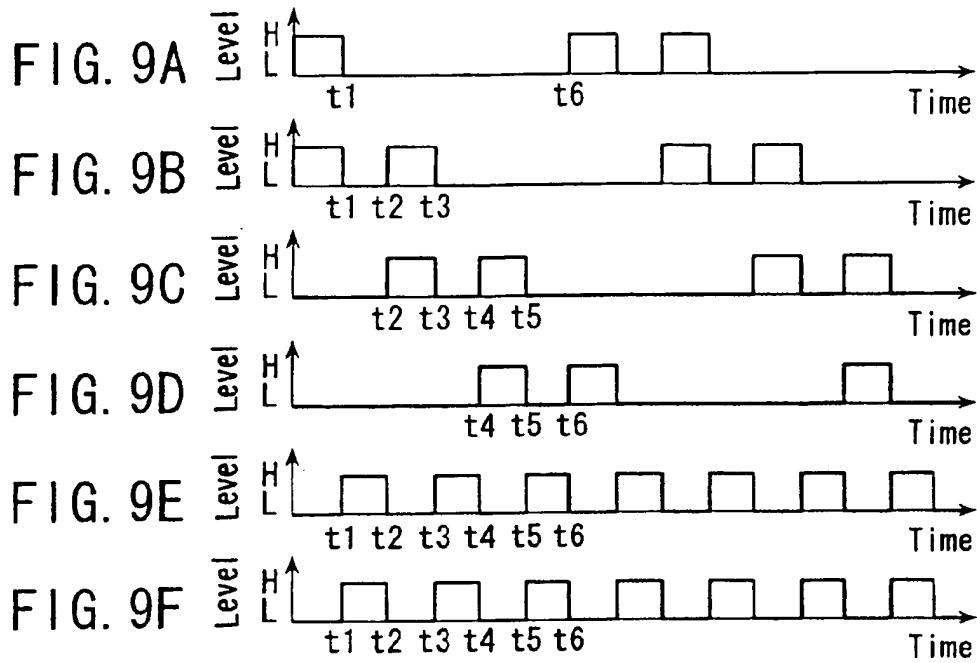 FIG. 9A
Level
H
L
t1 t6
Time
FIG. 9B
Level
H
L
t1 t2 t3
Time
FIG. 9C
Level
H
L
t2 t3 t4 t5
Time
FIG. 9D
Level
H
L
t4 t5 t6
Time
FIG. 9E
Level
H
L
t1 t2 t3 t4 t5 t6
Time
FIG. 9F
Level
H
L
t1 t2 t3 t4 t5 t6
Time